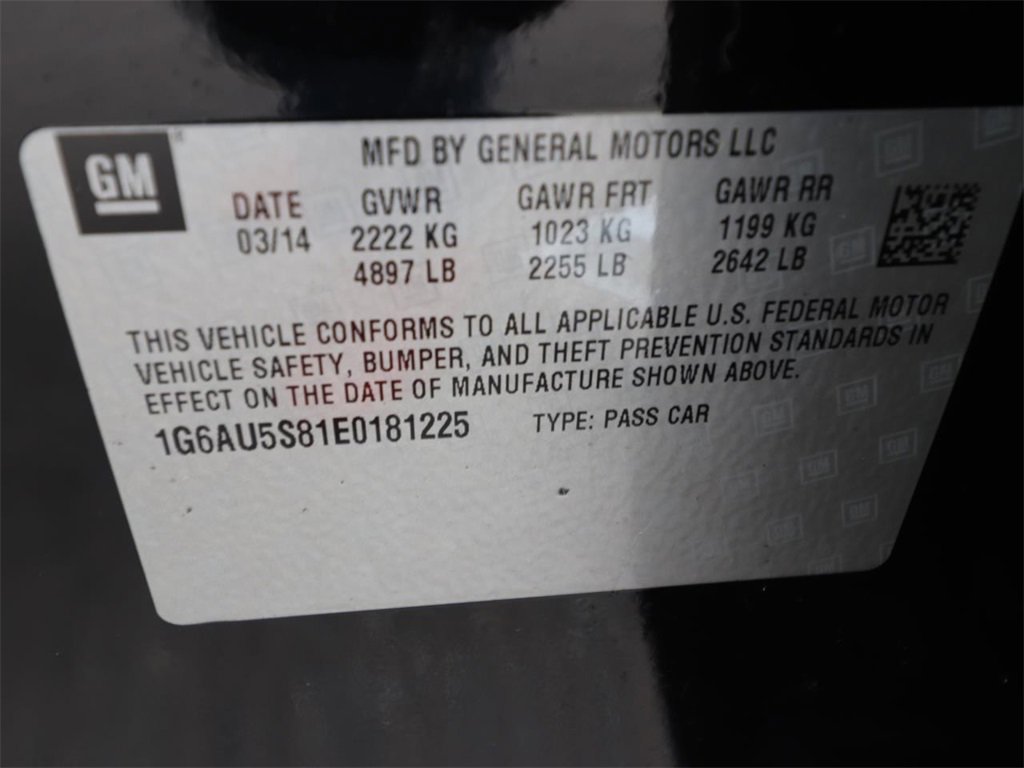 GM
MFD BY GENERAL MOTORS LLC
DATE GVWR GAWR FRT GAWR RR
03/14 2222 KG 1023 KG 1199 KG
4897 LB 2255 LB 2642 LB
THIS VEHICLE CONFORMS TO ALL APPLICABLE U.S. FEDERAL MOTOR
VEHICLE SAFETY, BUMPER, AND THEFT PREVENTION STANDARDS IN
EFFECT ON THE DATE OF MANUFACTURE SHOWN ABOVE.
1G6AU5S81E0181225 TYPE: PASS CAR